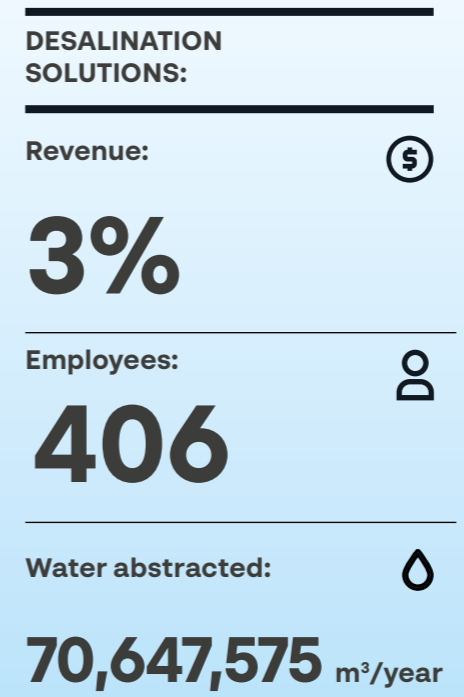 DESALINATION
SOLUTIONS:
Revenue:
$
3%
Employees:
406
Water abstracted:
70,647,575 m³/year